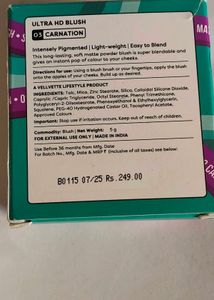 ULTRA HD BLUSH
05 CARNATION
Intensely Pigmented | Light-weight | Easy to Blend
This long-lasting, soft matte powder blush is super blendable and
gives an instant pop of colour to your cheeks.
Directions for use: Using a blush brush or your fingertips, apply the blush
onto the apples of the cheeks. Build up as desired.
A VELVETTE LIFESTYLE PRODUCT
Ingredients: Talc, Mica, Zinc Stearate, Silica, Colloidal Silicone Dioxide,
Caprylic /Capric Triglyceride, Octyl Stearate, Phenyl Trimethicone,
Polyglyceryl-2-Diisostearate, Phenoxyethanol & Ethylhexylglycerin,
Squalene, PEG-40 Hydrogenated Castor Oil, Tocopheryl Acetate.
Approved Colours
Important: Stop use if irritation occurs. Keep out of reach of children.
Commodity: Blush | Net Weight: 5 g
FOR EXTERNAL USE ONLY | MADE IN INDIA
Use Before 36 months from Mfg. Date
For Batch No., Mfg. Date & MRP ₹ (Inclusive of all taxes) see below:
B0115 07/25 Rs.249.00